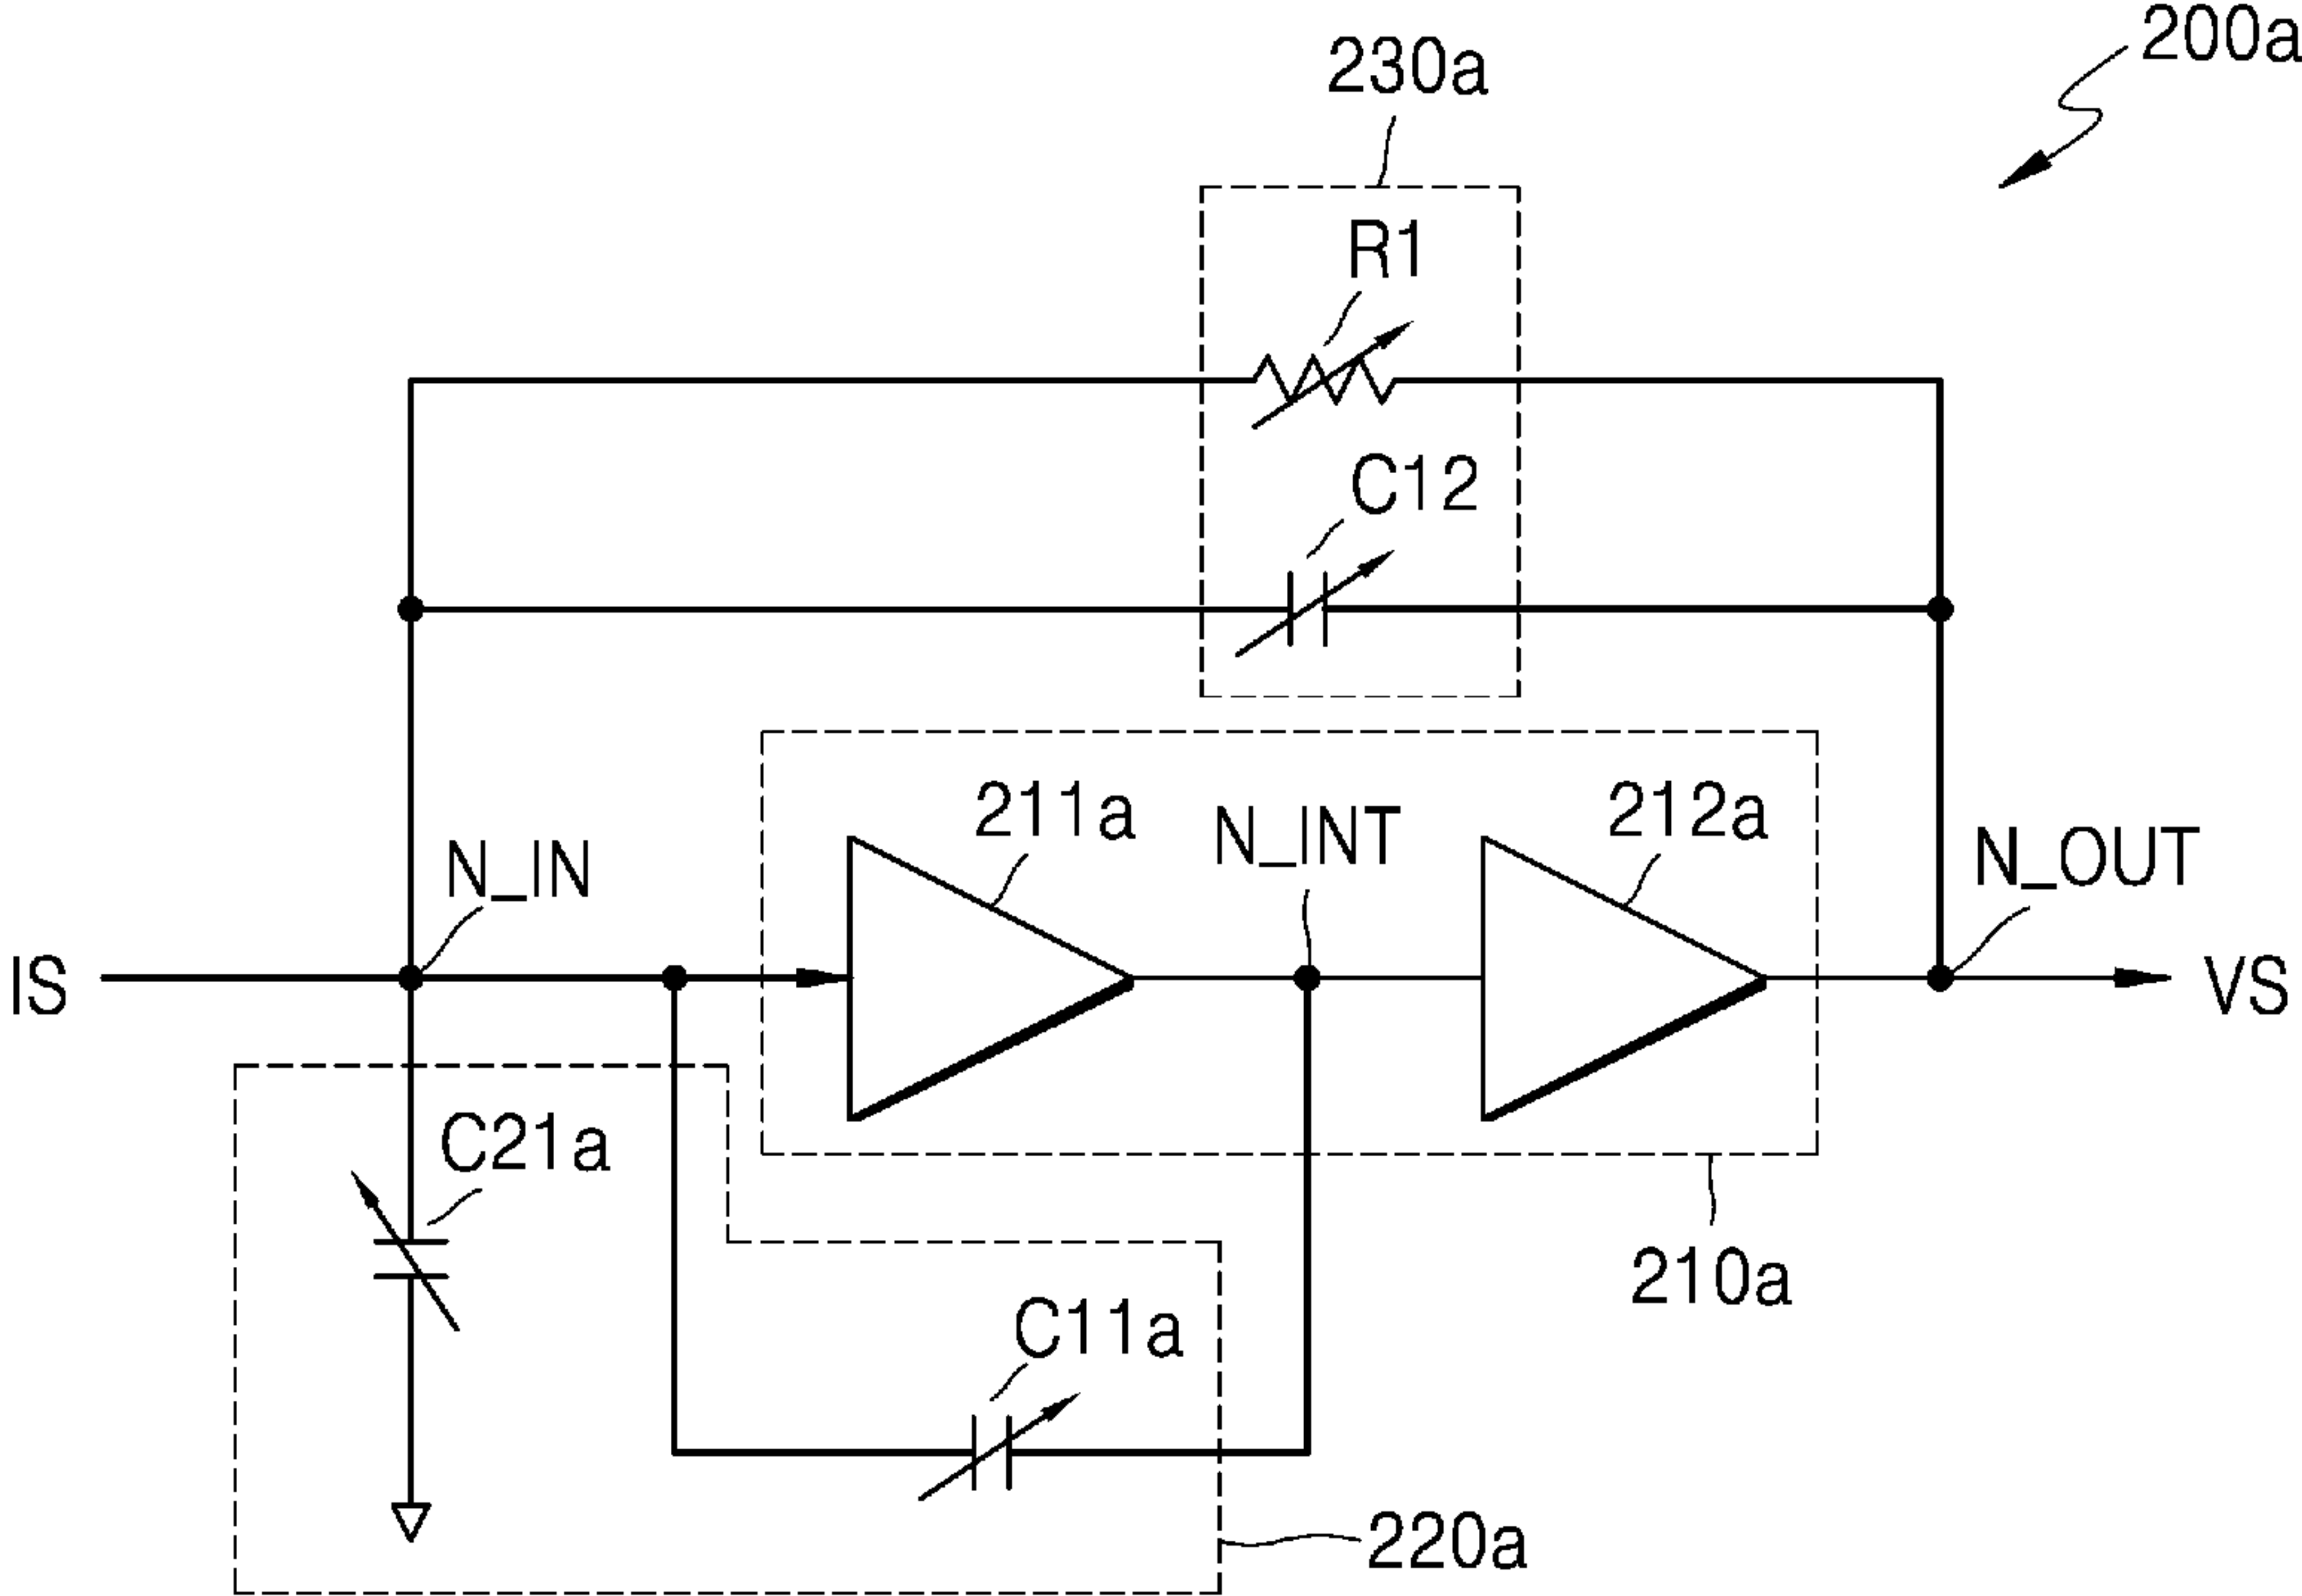 200a
230a
R1
C12
211a
N_INT
212a
N_IN
N_OUT
IS
VS
C21a
210a
C11a
220a